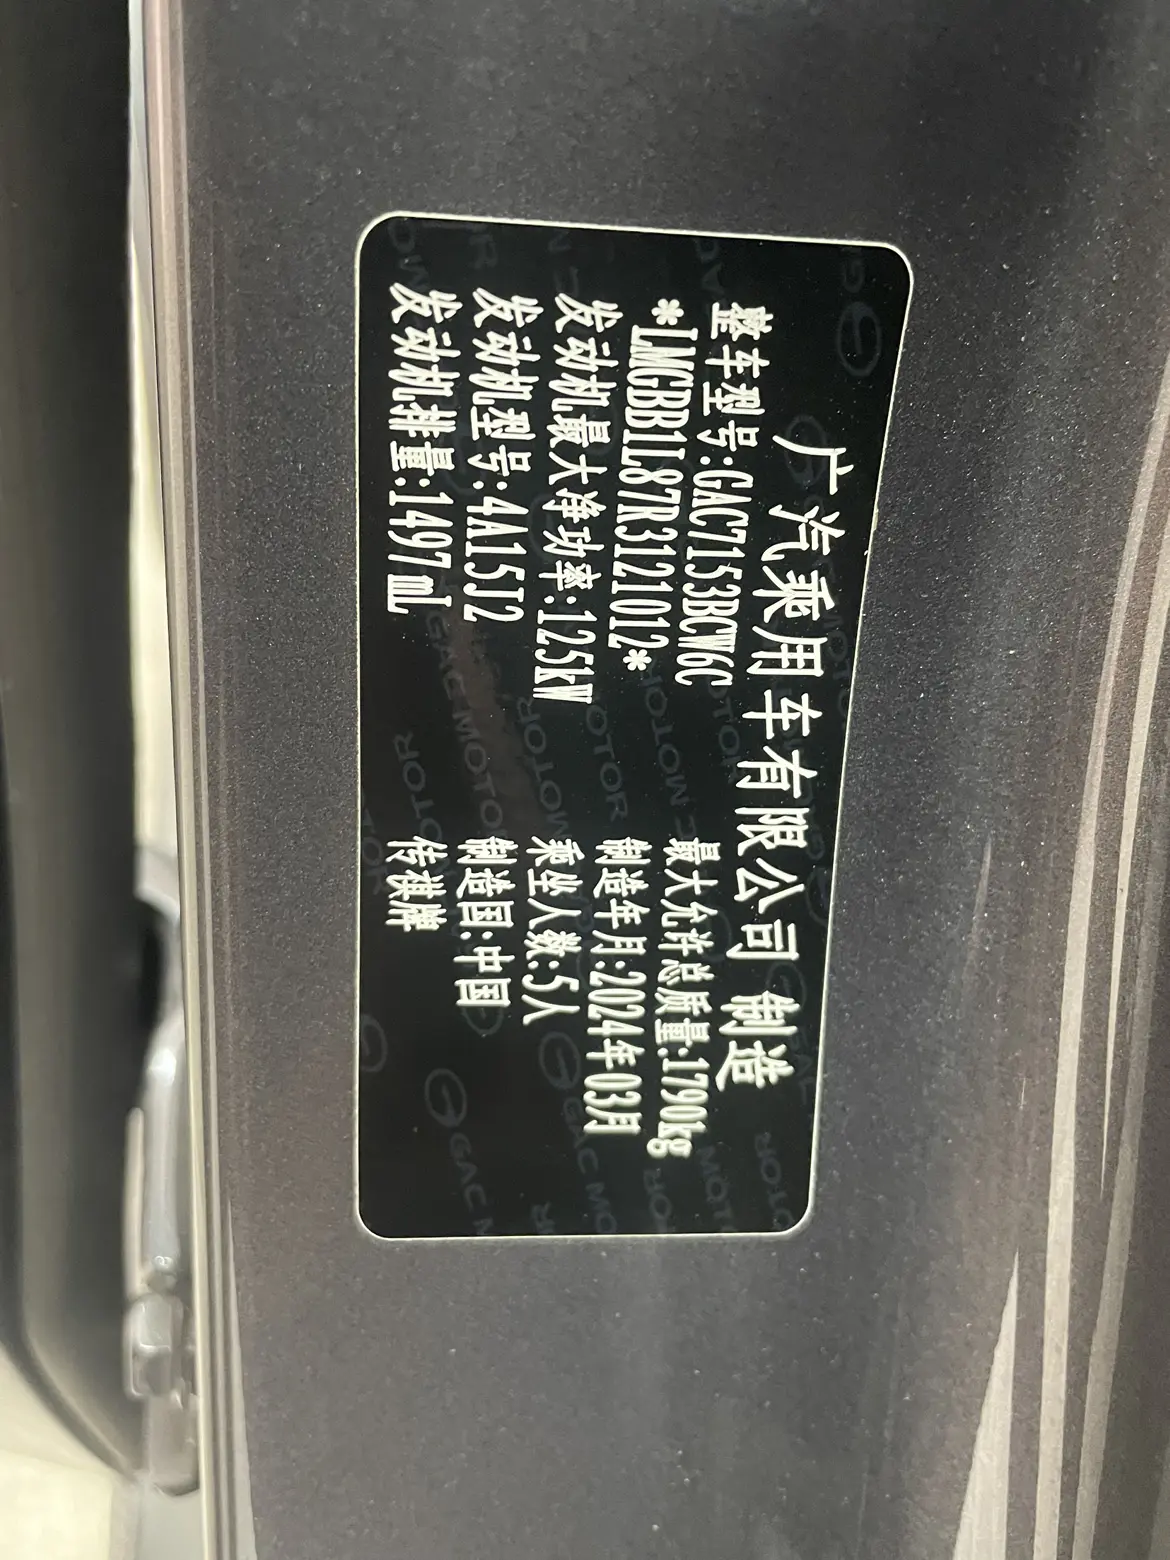 广汽乘用车有限公司 制造
整车型号:GAC7153BCW6C
*LMGBB1L87R3121012*
最大允许总质量:1790kg
发动机最大净功率:125kW
制造年月:2024年03月
发动机型号:4A15J2
乘坐人数:5人
发动机排量:1497mL
制造国:中国
传祺牌
GAC MOTOR